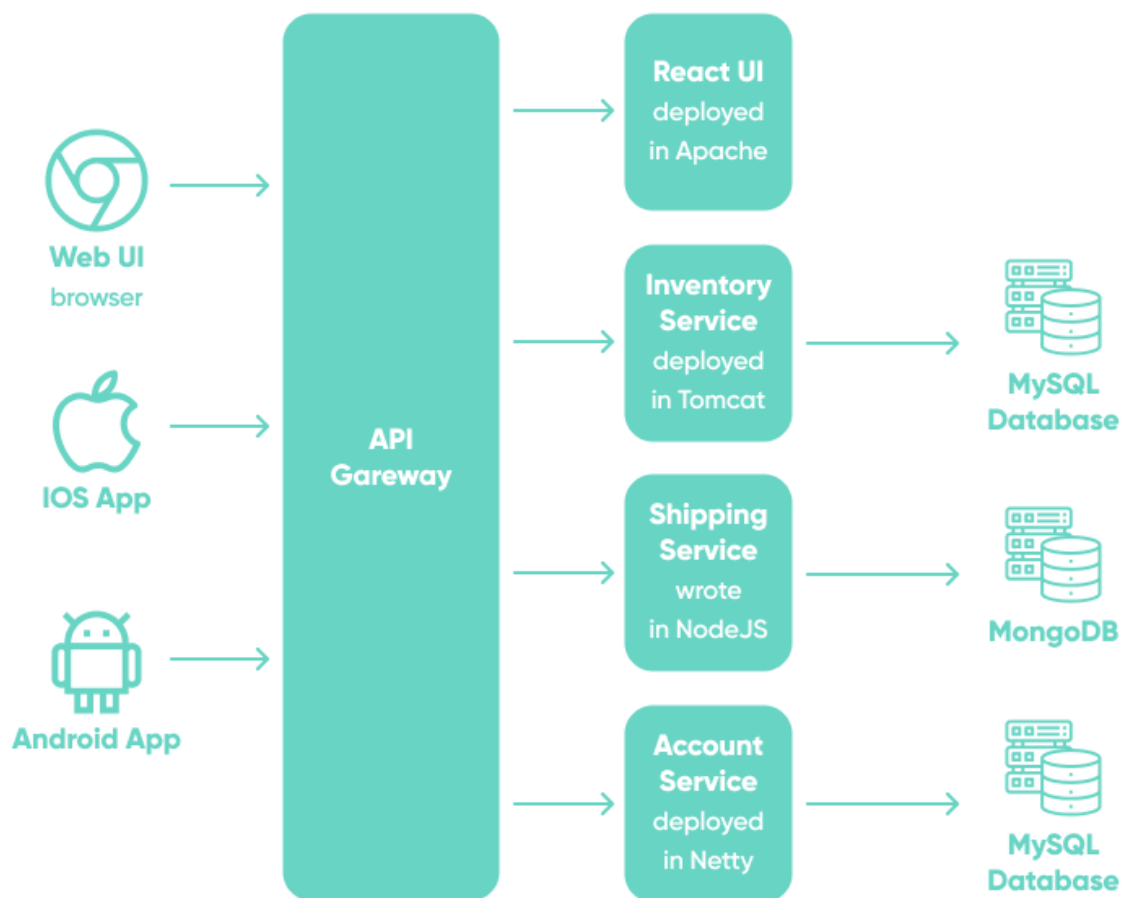 Web UI
browser
IOS App
Android App
API
Gareway
React UI
deployed
in Apache
Inventory
Service
deployed
in Tomcat
Shipping
Service
wrote
in NodeJS
Account
Service
deployed
in Netty
MySQL
Database
MongoDB
MySQL
Database